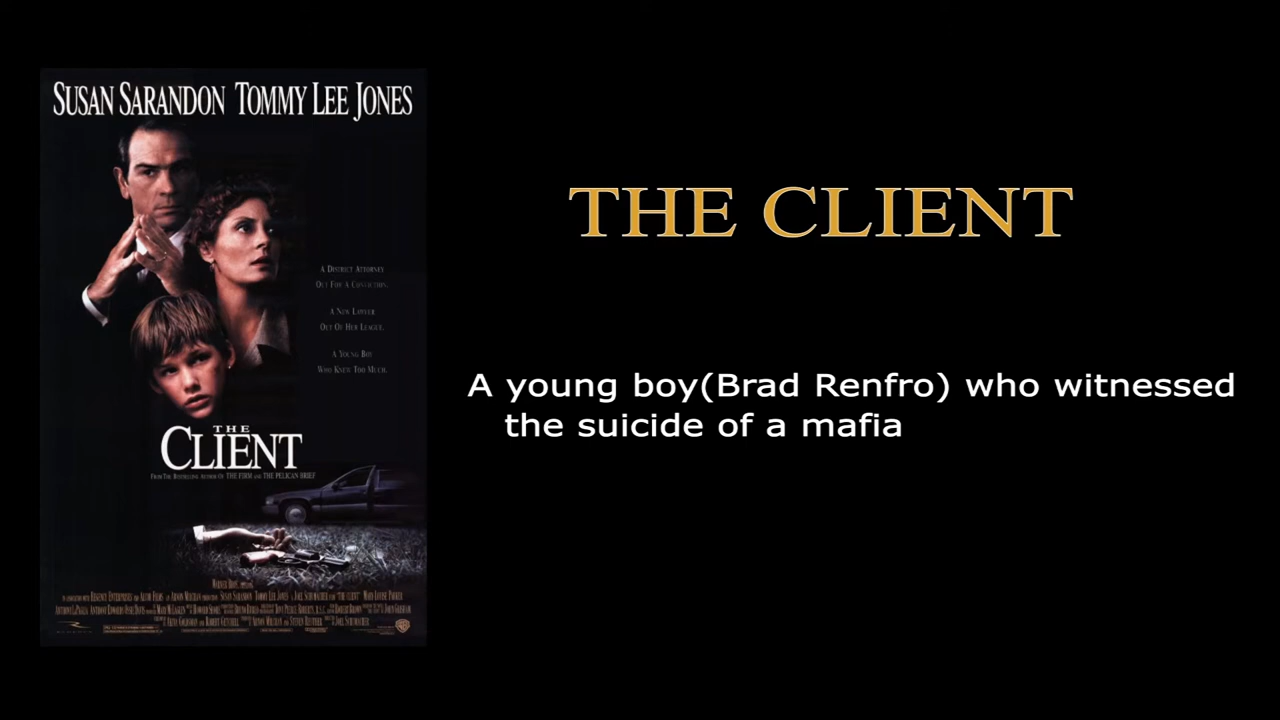 SUSAN SARANDON TOMMY LEE JONES
THE CLIENT
A DISTRICT ATTORNEY
OUT FOR A CONVICTION.
A NEW LAWYER
OUT OF HER LEAGUE.
A YOUNG BOY
WHO KNEW TOO MUCH.
A young boy(Brad Renfro) who witnessed
the suicide of a mafia
THE
CLIENT
FROM THE BESTSELLING AUTHOR OF THE FIRM AND THE PELICAN BRIEF